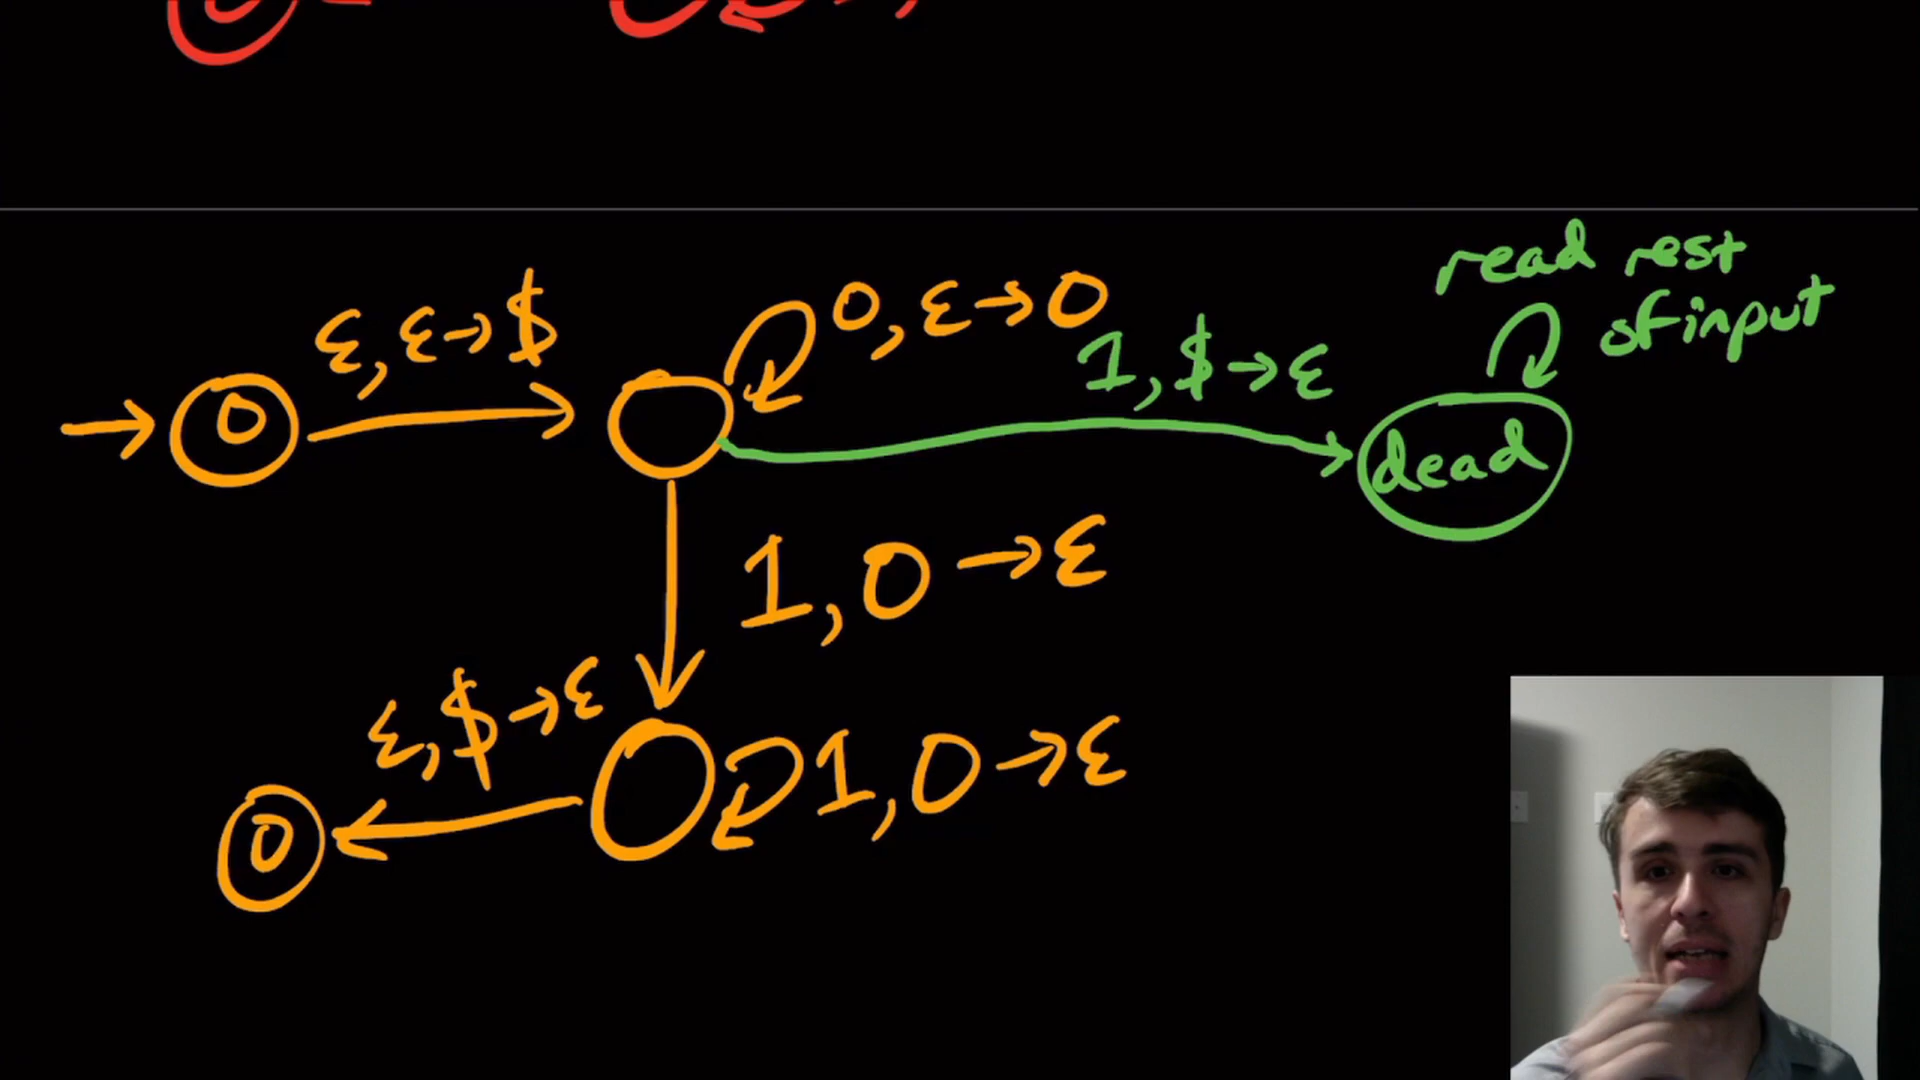 read rest
of input
ε, ε→$
0, ε→0
1, $→ε
dead
1, 0→ε
ε, $→ε
1, 0→ε